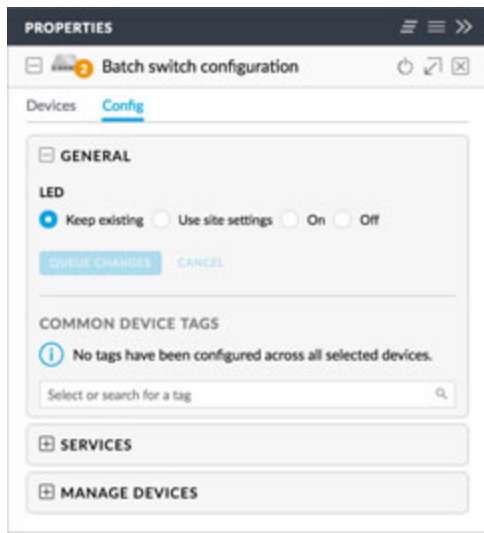 PROPERTIES
2 Batch switch configuration
Devices Config
GENERAL
LED
Keep existing Use site settings On Off
QUEUE CHANGES CANCEL
COMMON DEVICE TAGS
No tags have been configured across all selected devices.
Select or search for a tag
SERVICES
MANAGE DEVICES